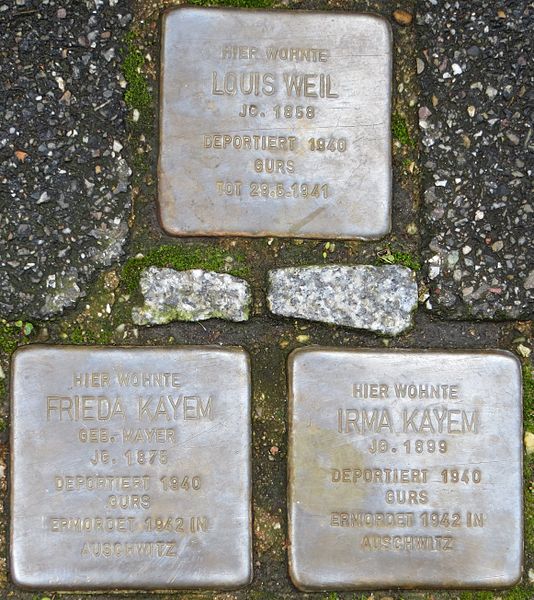 HIER WOHNTE
LOUIS WEIL
JG. 1858
DEPORTIERT 1940
GURS
TOT 29.5.1941
HIER WOHNTE
FRIEDA KAYEM
GEB. MAYER
JG. 1878
DEPORTIERT 1940
GURS
ERMORDET 1942 IN
AUSCHWITZ
HIER WOHNTE
IRMA KAYEM
JG. 1899
DEPORTIERT 1940
GURS
ERMORDET 1942 IN
AUSCHWITZ